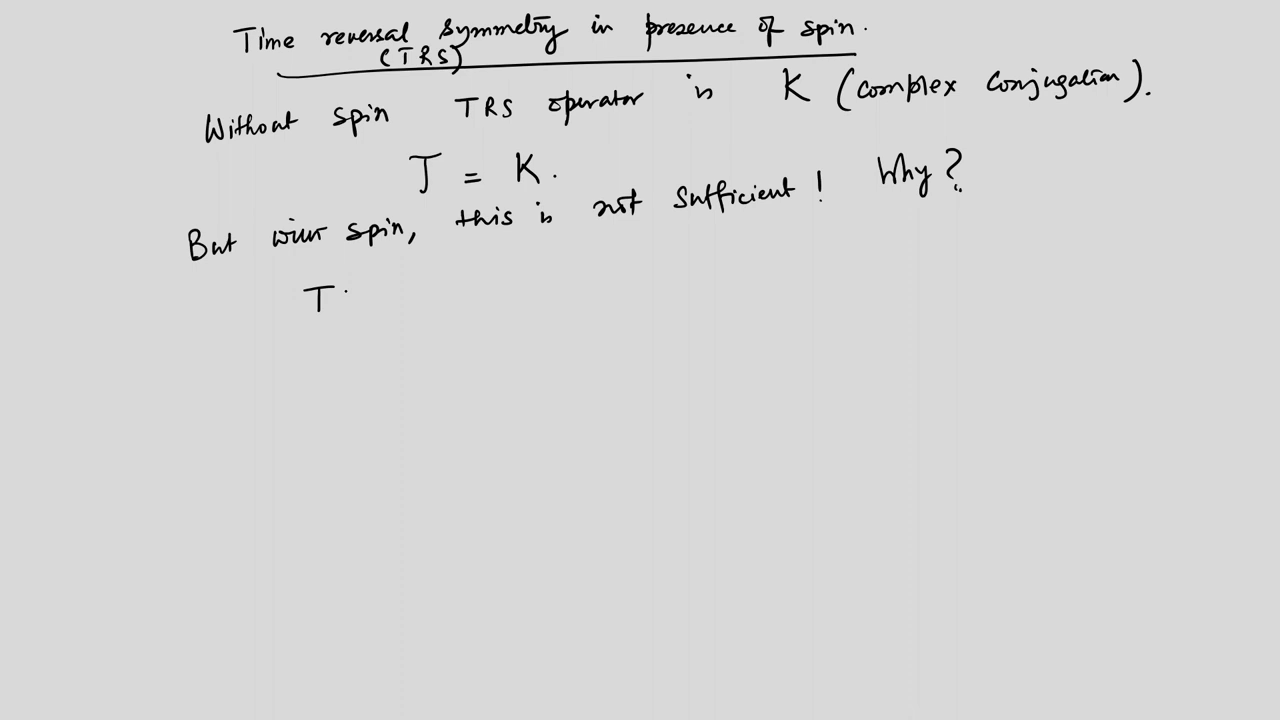 Time reversal symmetry in presence of spin.
(TRS)
Without spin TRS operator is K (complex conjugation).
T = K.
But with spin, this is not sufficient! Why?
T